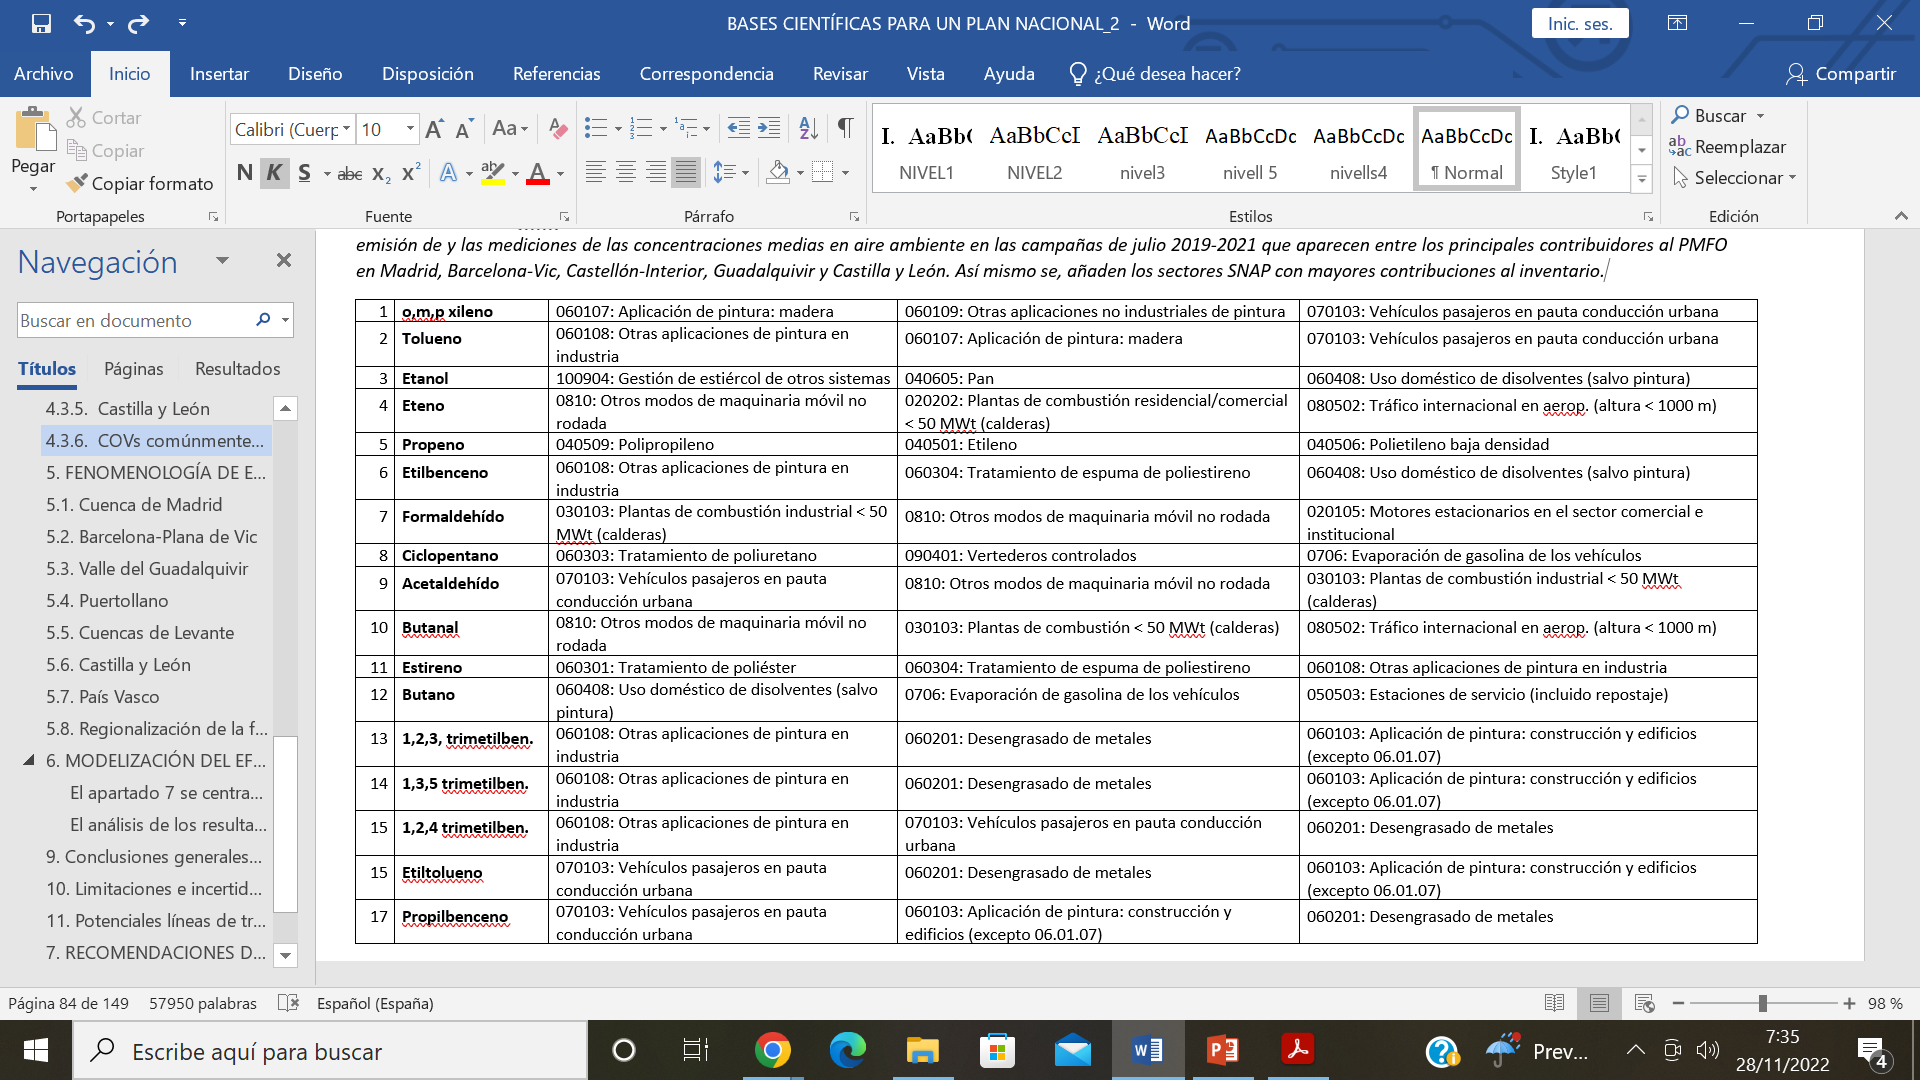 BASES CIENTÍFICAS PARA UN PLAN NACIONAL_2 - Word
Inic. ses.
Archivo Inicio Insertar Diseño Disposición Referencias Correspondencia Revisar Vista Ayuda ¿Qué desea hacer? Compartir
Pegar
Cortar
Copiar
Copiar formato
Portapapeles
Calibri (Cuerp 10
N K S abc
Fuente
Párrafo
I. AaBbC AaBbCcI AaBbCcI AaBbCcDc AaBbCcDc AaBbCcDc I. AaBb(
NIVEL1 NIVEL2 nivel3 nivell 5 nivells4 ¶ Normal Style1
Estilos
Buscar
Reemplazar
Seleccionar
Edición
Navegación
Buscar en documento
Títulos Páginas Resultados
4.3.5. Castilla y León
4.3.6. COVs comúnmente...
5. FENOMENOLOGÍA DE E...
5.1. Cuenca de Madrid
5.2. Barcelona-Plana de Vic
5.3. Valle del Guadalquivir
5.4. Puertollano
5.5. Cuencas de Levante
5.6. Castilla y León
5.7. País Vasco
5.8. Regionalización de la f...
6. MODELIZACIÓN DEL EF...
El apartado 7 se centra...
El análisis de los resulta...
9. Conclusiones generales...
10. Limitaciones e incertid...
11. Potenciales líneas de tr...
7. RECOMENDACIONES D...
emisión de y las mediciones de las concentraciones medias en aire ambiente en las campañas de julio 2019-2021 que aparecen entre los principales contribuidores al PMFO
en Madrid, Barcelona-Vic, Castellón-Interior, Guadalquivir y Castilla y León. Así mismo se, añaden los sectores SNAP con mayores contribuciones al inventario.
1 o,m,p xileno 060107: Aplicación de pintura: madera 060109: Otras aplicaciones no industriales de pintura 070103: Vehículos pasajeros en pauta conducción urbana
2 Tolueno 060108: Otras aplicaciones de pintura en industria 060107: Aplicación de pintura: madera 070103: Vehículos pasajeros en pauta conducción urbana
3 Etanol 100904: Gestión de estiércol de otros sistemas 040605: Pan 060408: Uso doméstico de disolventes (salvo pintura)
4 Eteno 0810: Otros modos de maquinaria móvil no rodada 020202: Plantas de combustión residencial/comercial < 50 MWt (calderas) 080502: Tráfico internacional en aerop. (altura < 1000 m)
5 Propeno 040509: Polipropileno 040501: Etileno 040506: Polietileno baja densidad
6 Etilbenceno 060108: Otras aplicaciones de pintura en industria 060304: Tratamiento de espuma de poliestireno 060408: Uso doméstico de disolventes (salvo pintura)
7 Formaldehído 030103: Plantas de combustión industrial < 50 MWt (calderas) 0810: Otros modos de maquinaria móvil no rodada 020105: Motores estacionarios en el sector comercial e institucional
8 Ciclopentano 060303: Tratamiento de poliuretano 090401: Vertederos controlados 0706: Evaporación de gasolina de los vehículos
9 Acetaldehído 070103: Vehículos pasajeros en pauta conducción urbana 0810: Otros modos de maquinaria móvil no rodada 030103: Plantas de combustión industrial < 50 MWt (calderas)
10 Butanal 0810: Otros modos de maquinaria móvil no rodada 030103: Plantas de combustión < 50 MWt (calderas) 080502: Tráfico internacional en aerop. (altura < 1000 m)
11 Estireno 060301: Tratamiento de poliéster 060304: Tratamiento de espuma de poliestireno 060108: Otras aplicaciones de pintura en industria
12 Butano 060408: Uso doméstico de disolventes (salvo pintura) 0706: Evaporación de gasolina de los vehículos 050503: Estaciones de servicio (incluido repostaje)
13 1,2,3, trimetilben. 060108: Otras aplicaciones de pintura en industria 060201: Desengrasado de metales 060103: Aplicación de pintura: construcción y edificios (excepto 06.01.07)
14 1,3,5 trimetilben. 060108: Otras aplicaciones de pintura en industria 060201: Desengrasado de metales 060103: Aplicación de pintura: construcción y edificios (excepto 06.01.07)
15 1,2,4 trimetilben. 060108: Otras aplicaciones de pintura en industria 070103: Vehículos pasajeros en pauta conducción urbana 060201: Desengrasado de metales
15 Etiltolueno 070103: Vehículos pasajeros en pauta conducción urbana 060201: Desengrasado de metales 060103: Aplicación de pintura: construcción y edificios (excepto 06.01.07)
17 Propilbenceno 070103: Vehículos pasajeros en pauta conducción urbana 060103: Aplicación de pintura: construcción y edificios (excepto 06.01.07) 060201: Desengrasado de metales
Página 84 de 149 57950 palabras Español (España) 98 %
Escribe aquí para buscar
Prev...
7:35
28/11/2022
4